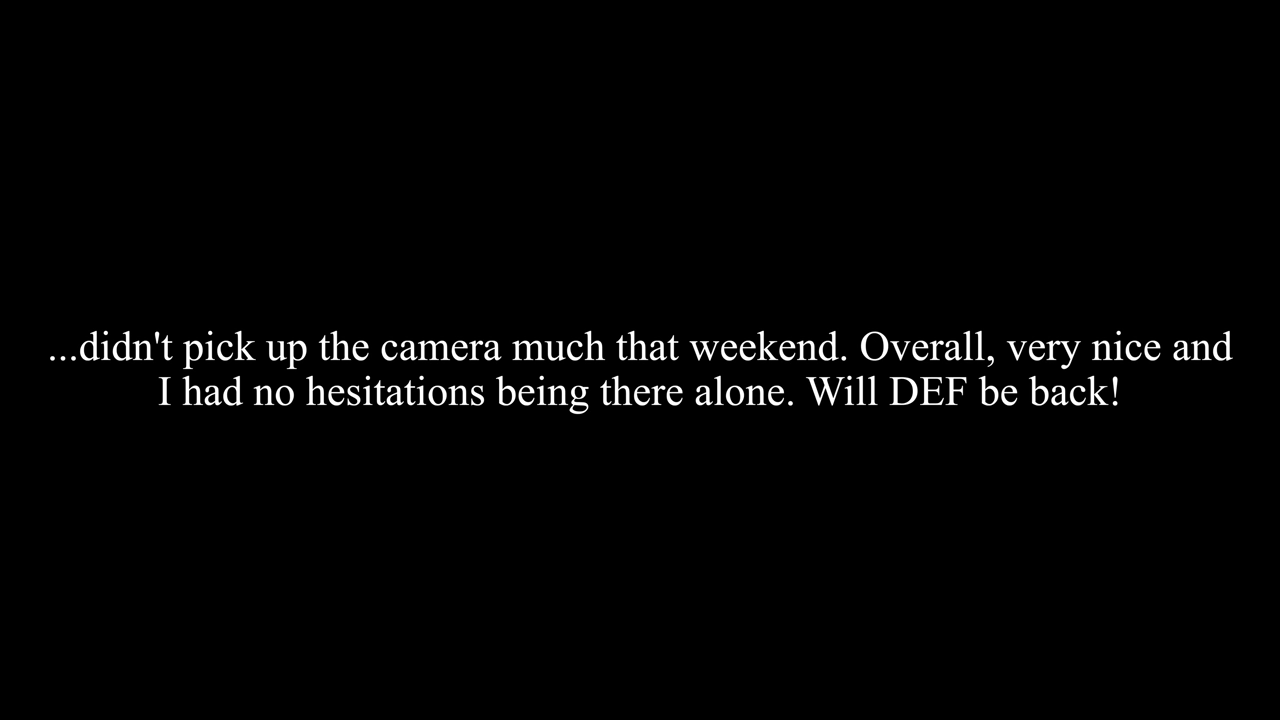 ...didn't pick up the camera much that weekend. Overall, very nice and
I had no hesitations being there alone. Will DEF be back!